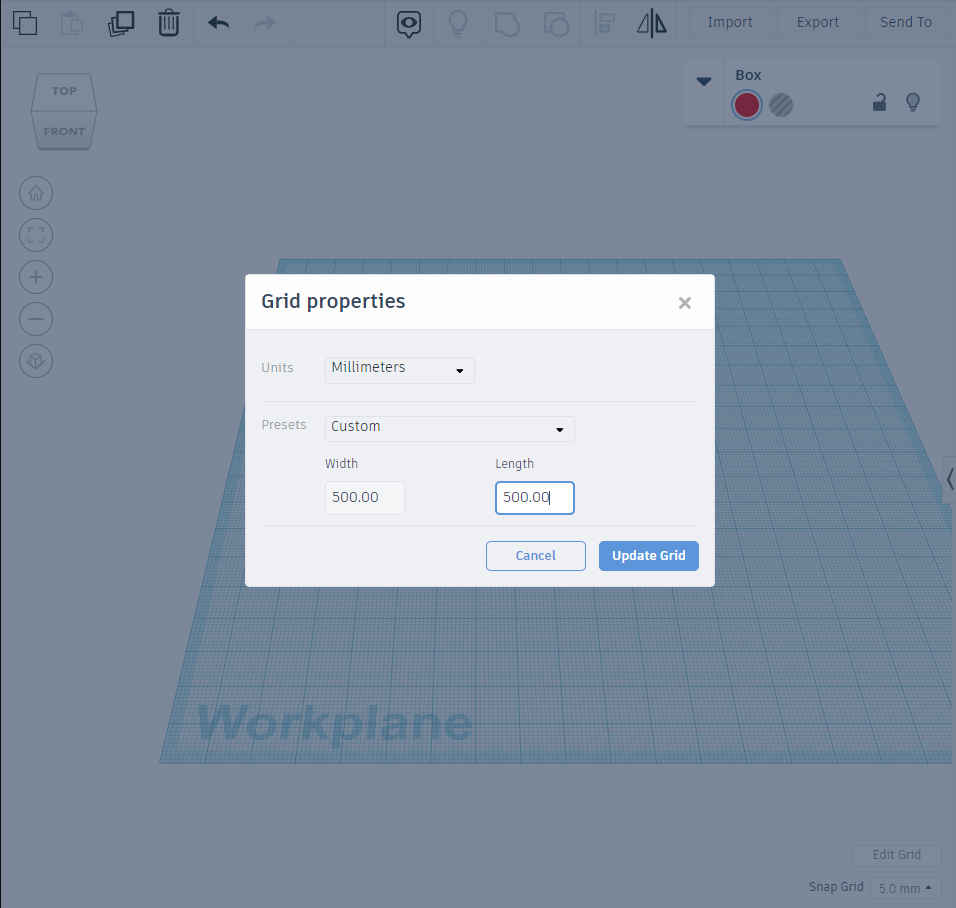 Import Export Send To
TOP
FRONT
Box
Grid properties
Units Millimeters
Presets Custom
Width Length
500.00 500.00
Cancel Update Grid
Workplane
Edit Grid
Snap Grid 5.0 mm